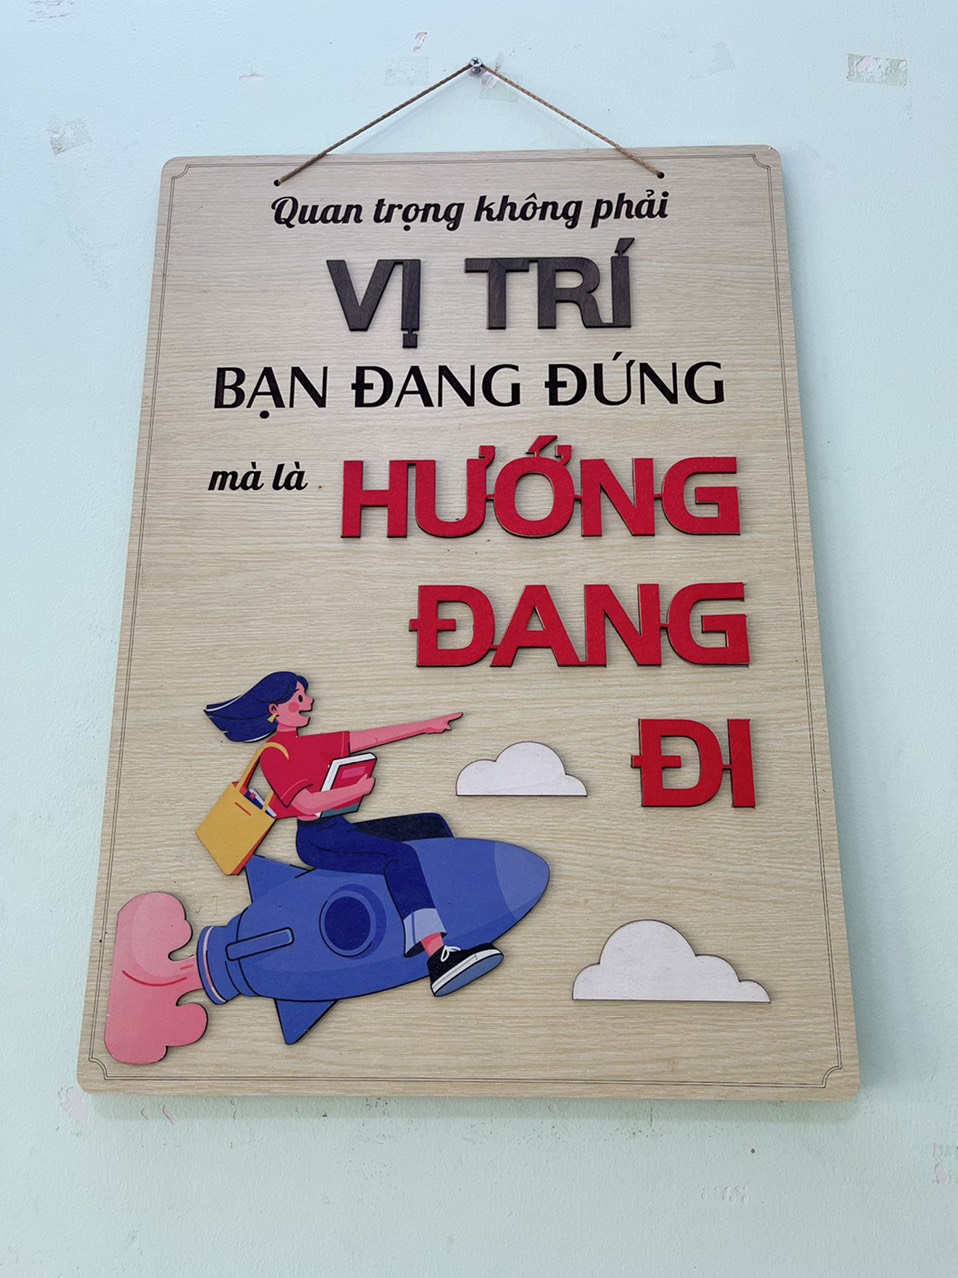 Quan trọng không phải
VỊ TRÍ
BẠN ĐANG ĐỨNG
mà là HƯỚNG
ĐANG
ĐI